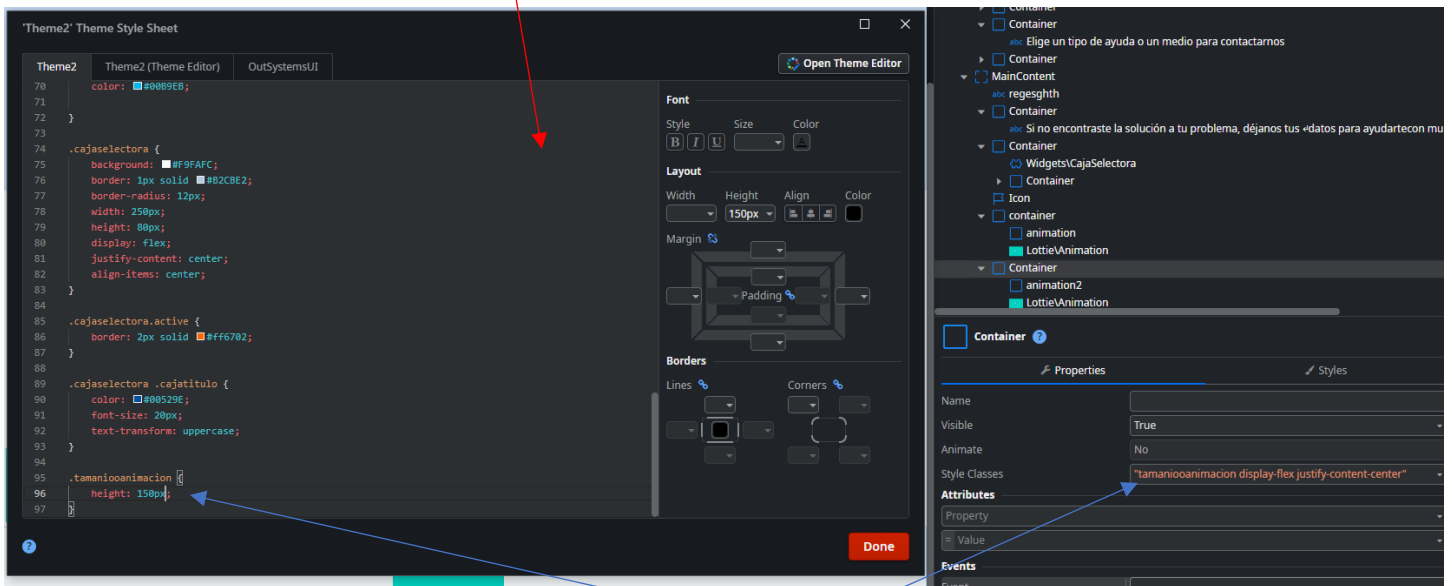 'Theme2' Theme Style Sheet
Theme2
Theme2 (Theme Editor)
OutSystemsUI
Open Theme Editor
70 color: #00B9EB;
71
72 }
73
74 .cajaselectora {
75 background: #F9FAFC;
76 border: 1px solid #B2CBE2;
77 border-radius: 12px;
78 width: 250px;
79 height: 80px;
80 display: flex;
81 justify-content: center;
82 align-items: center;
83 }
84
85 .cajaselectora.active {
86 border: 2px solid #ff6702;
87 }
88
89 .cajaselectora .cajatitulo {
90 color: #00529E;
91 font-size: 20px;
92 text-transform: uppercase;
93 }
94
95 .tamaniooanimacion {
96 height: 150px;
97 }
Font
Style Size Color
B I U A
Layout
Width Height Align Color
150px
Margin
Padding
Borders
Lines Corners
Done
Container
Container
abc Elige un tipo de ayuda o un medio para contactarnos
Container
MainContent
abc regesghth
Container
abc Si no encontraste la solución a tu problema, déjanos tus ↵datos para ayudartecon mu
Container
Widgets\CajaSelectora
Container
Icon
container
animation
Lottie\Animation
Container
animation2
Lottie\Animation
Container ?
Properties Styles
Name
Visible True
Animate No
Style Classes "tamaniooanimacion display-flex justify-content-center"
Attributes
Property
= Value
Events
Event